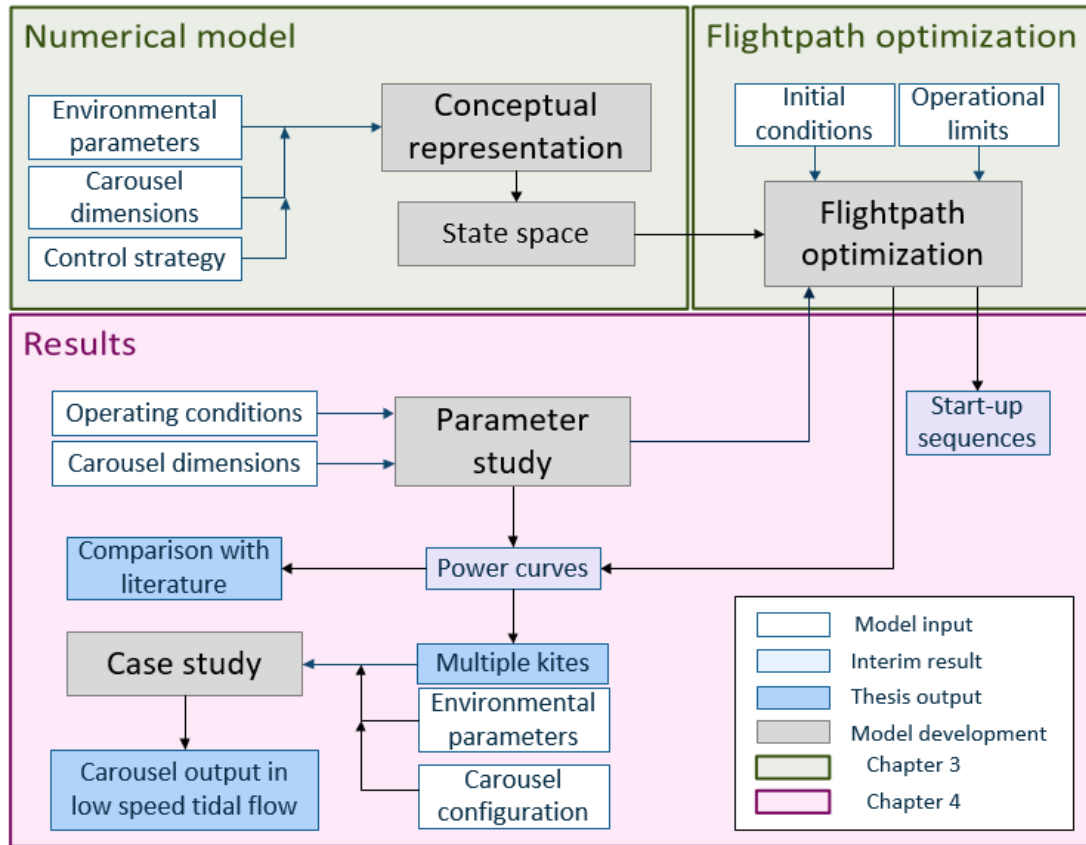 Numerical model
Environmental
parameters
Carousel
dimensions
Control strategy
Conceptual
representation
State space
Flightpath optimization
Initial
conditions
Operational
limits
Flightpath
optimization
Results
Operating conditions
Carousel dimensions
Parameter
study
Start-up
sequences
Comparison with
literature
Power curves
Case study
Multiple kites
Environmental
parameters
Carousel
configuration
Carousel output in
low speed tidal flow
Model input
Interim result
Thesis output
Model development
Chapter 3
Chapter 4